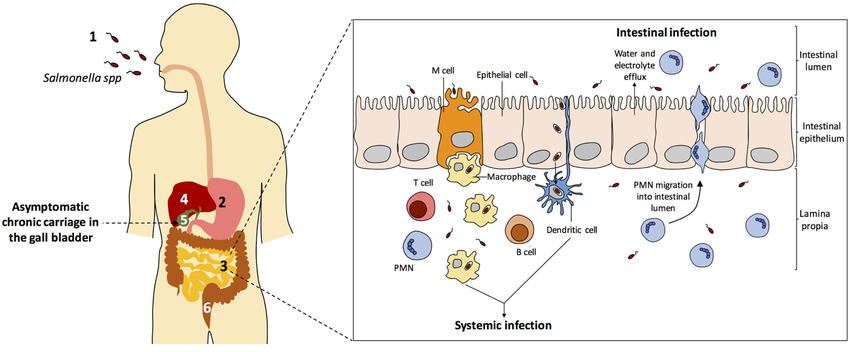 1
Salmonella spp
4
2
5
Asymptomatic
chronic carriage in
the gall bladder
3
6
Intestinal infection
Water and
electrolyte
efflux
M cell
Epithelial cell
Intestinal
lumen
Intestinal
epithelium
Macrophage
T cell
PMN migration
into intestinal
lumen
Lamina
propia
Dendritic cell
B cell
PMN
Systemic infection